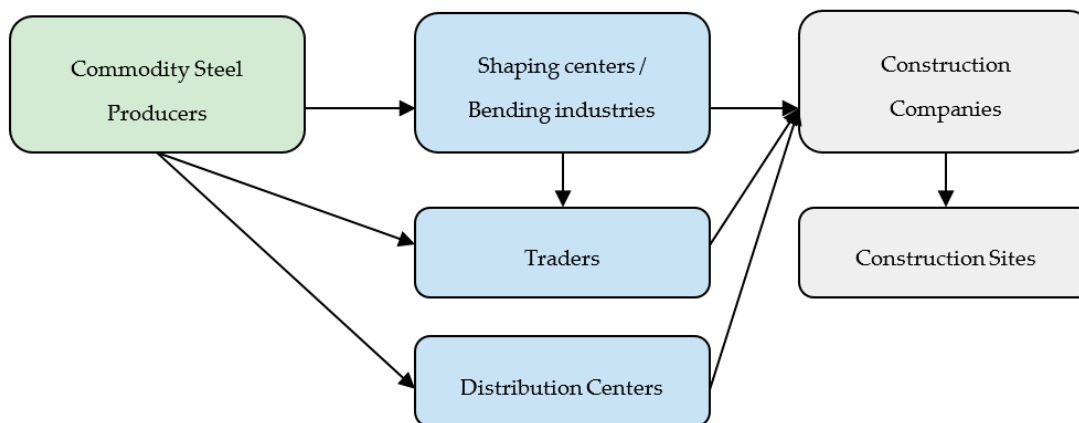 Commodity Steel
Producers
Shaping centers /
Bending industries
Construction
Companies
Traders
Construction Sites
Distribution Centers